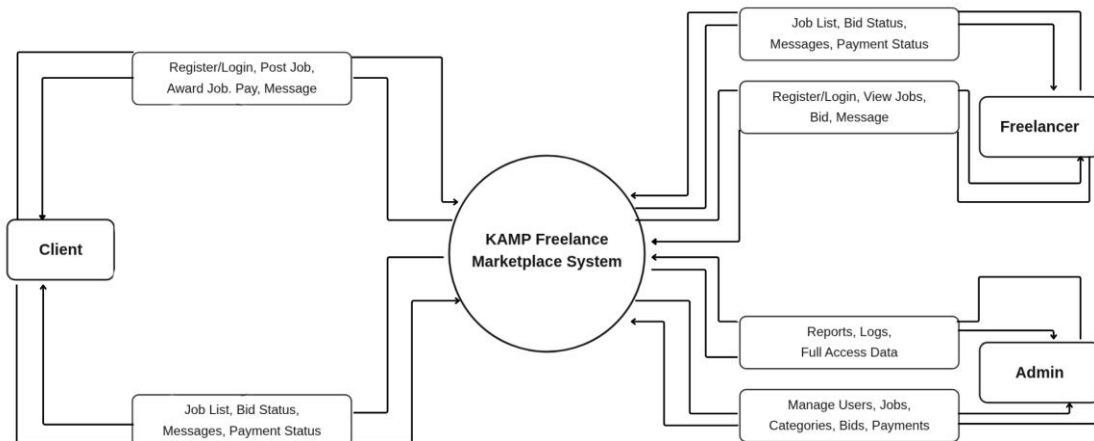 Job List, Bid Status,
Messages, Payment Status
Register/Login, Post Job,
Award Job. Pay, Message
Register/Login, View Jobs,
Bid, Message
Freelancer
Client
KAMP Freelance
Marketplace System
Reports, Logs,
Full Access Data
Admin
Job List, Bid Status,
Messages, Payment Status
Manage Users, Jobs,
Categories, Bids, Payments